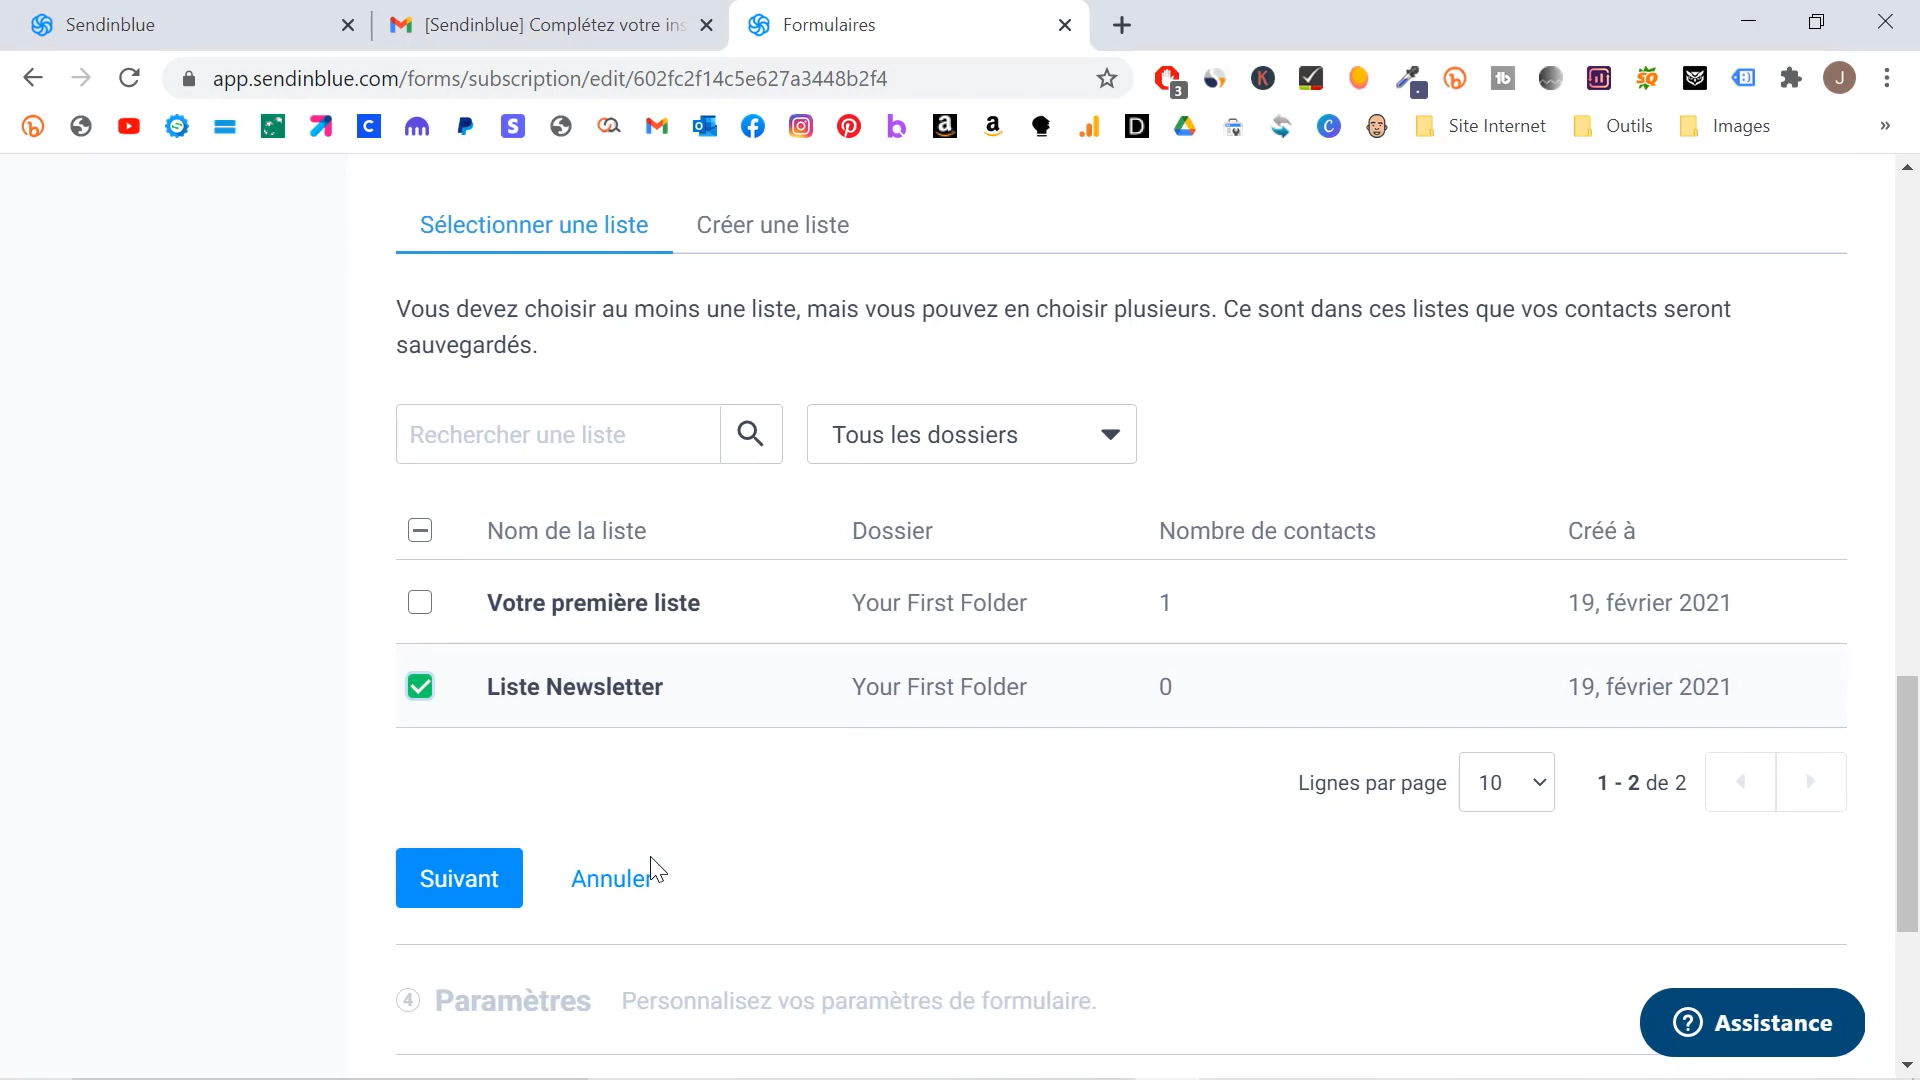 Sendinblue
[Sendinblue] Complétez votre ins
Formulaires
app.sendinblue.com/forms/subscription/edit/602fc2f14c5e627a3448b2f4
3
Site Internet
Outils
Images
Sélectionner une liste
Créer une liste
Vous devez choisir au moins une liste, mais vous pouvez en choisir plusieurs. Ce sont dans ces listes que vos contacts seront
sauvegardés.
Rechercher une liste
Tous les dossiers
Nom de la liste Dossier Nombre de contacts Créé à
Votre première liste Your First Folder 1 19, février 2021
Liste Newsletter Your First Folder 0 19, février 2021
Lignes par page 10 1 - 2 de 2
Suivant
Annuler
4 Paramètres Personnalisez vos paramètres de formulaire.
Assistance